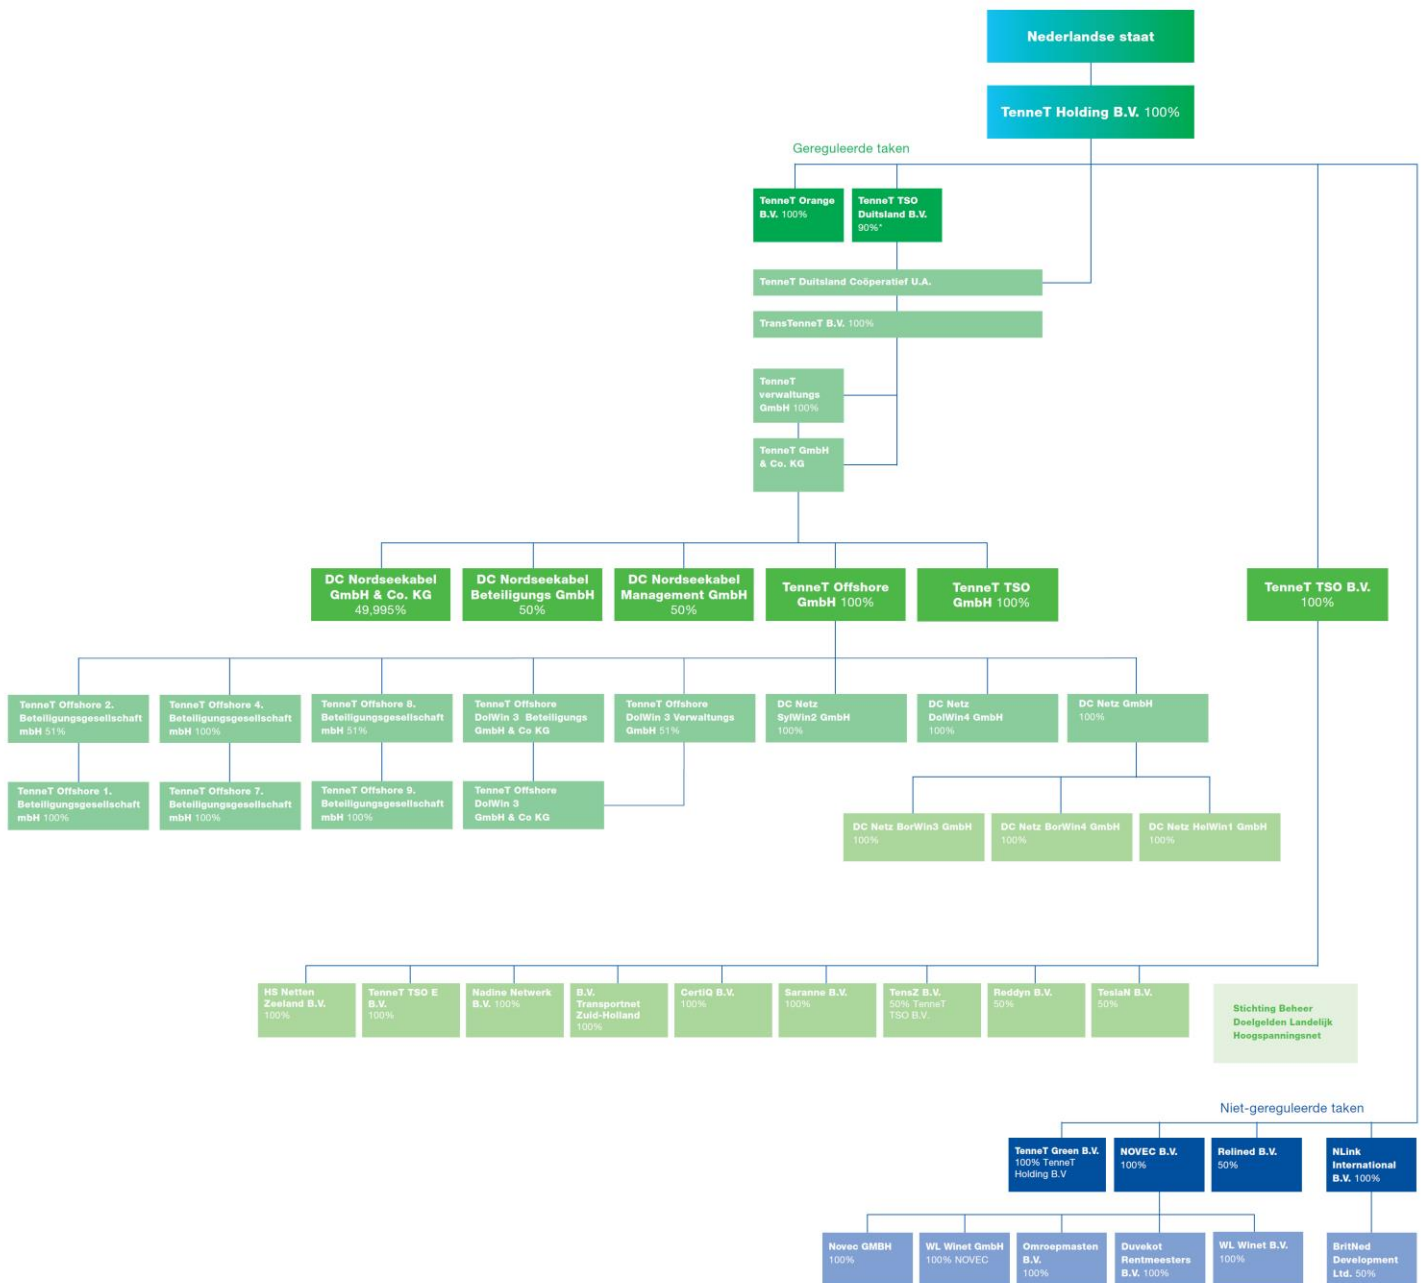 Nederlandse staat
TenneT Holding B.V. 100%
Gereguleerde taken
TenneT Orange
B.V. 100%
TenneT TSO
Duitsland B.V.
90%*
TenneT Duitsland Coöperatief U.A.
TransTenneT B.V. 100%
TenneT
verwaltungs
GmbH 100%
TenneT GmbH
& Co. KG
DC Nordseekabel
GmbH & Co. KG
49,995%
DC Nordseekabel
Beteiligungs GmbH
50%
DC Nordseekabel
Management GmbH
50%
TenneT Offshore
GmbH 100%
TenneT TSO
GmbH 100%
TenneT TSO B.V.
100%
TenneT Offshore 2.
Beteiligungsgesellschaft
mbH 51%
TenneT Offshore 4.
Beteiligungsgesellschaft
mbH 100%
TenneT Offshore 8.
Beteiligungsgesellschaft
mbH 51%
TenneT Offshore
DolWin 3 Beteiligungs
GmbH & Co KG
TenneT Offshore
DolWin 3 Verwaltungs
GmbH 51%
DC Netz
SylWin2 GmbH
100%
DC Netz
DolWin4 GmbH
100%
DC Netz GmbH
100%
TenneT Offshore 1.
Beteiligungsgesellschaft
mbH 100%
TenneT Offshore 7.
Beteiligungsgesellschaft
mbH 100%
TenneT Offshore 9.
Beteiligungsgesellschaft
mbH 100%
TenneT Offshore
DolWin 3
GmbH & Co KG
DC Netz BorWin3 GmbH
100%
DC Netz BorWin4 GmbH
100%
DC Netz HelWin1 GmbH
100%
HS Netten
Zeeland B.V.
100%
TenneT TSO E
B.V.
100%
Nadine Netwerk
B.V. 100%
B.V.
Transportnet
Zuid-Holland
100%
CertiQ B.V.
100%
Saranne B.V.
100%
TensZ B.V.
50% TenneT
TSO B.V.
Reddyn B.V.
50%
TeslaN B.V.
50%
Stichting Beheer
Doelgelden Landelijk
Hoogspanningsnet
Niet-gereguleerde taken
TenneT Green B.V.
100% TenneT
Holding B.V
NOVEC B.V.
100%
Relined B.V.
50%
NLink
International
B.V. 100%
Novec GMBH
100%
WL Winet GmbH
100% NOVEC
Omroepmasten
B.V.
100%
Duvekot
Rentmeesters
B.V. 100%
WL Winet B.V.
100%
BritNed
Development
Ltd. 50%